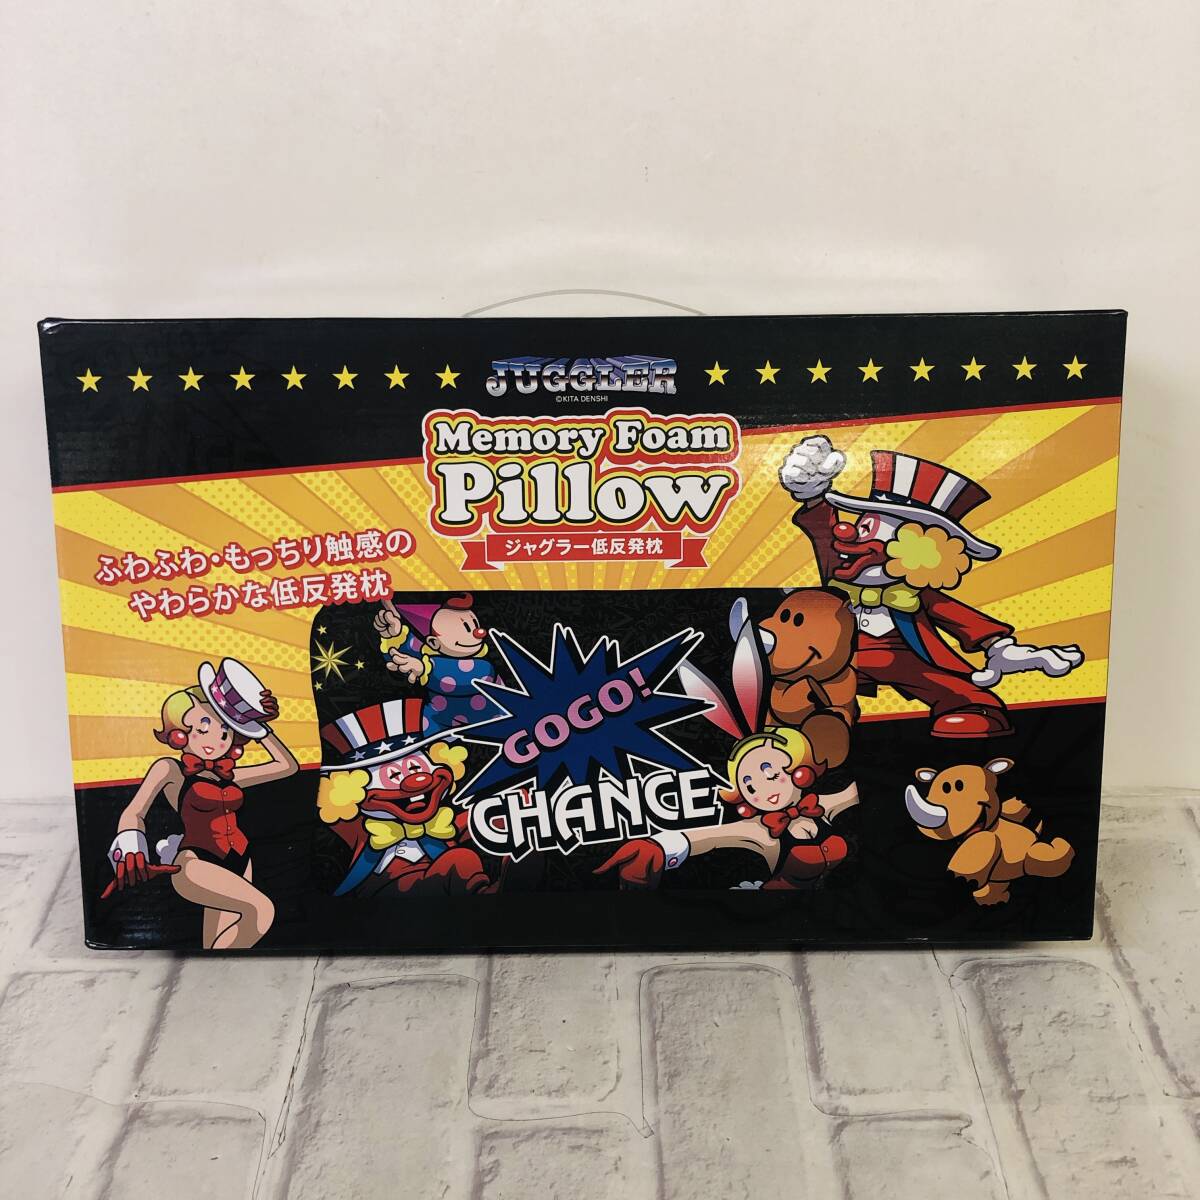 JUGGLER
©KITA DENSHI
Memory Foam
Pillow
ジャグラー低反発枕
ふわふわ・もっちり触感の
やわらかな低反発枕
GOGO!
CHANCE